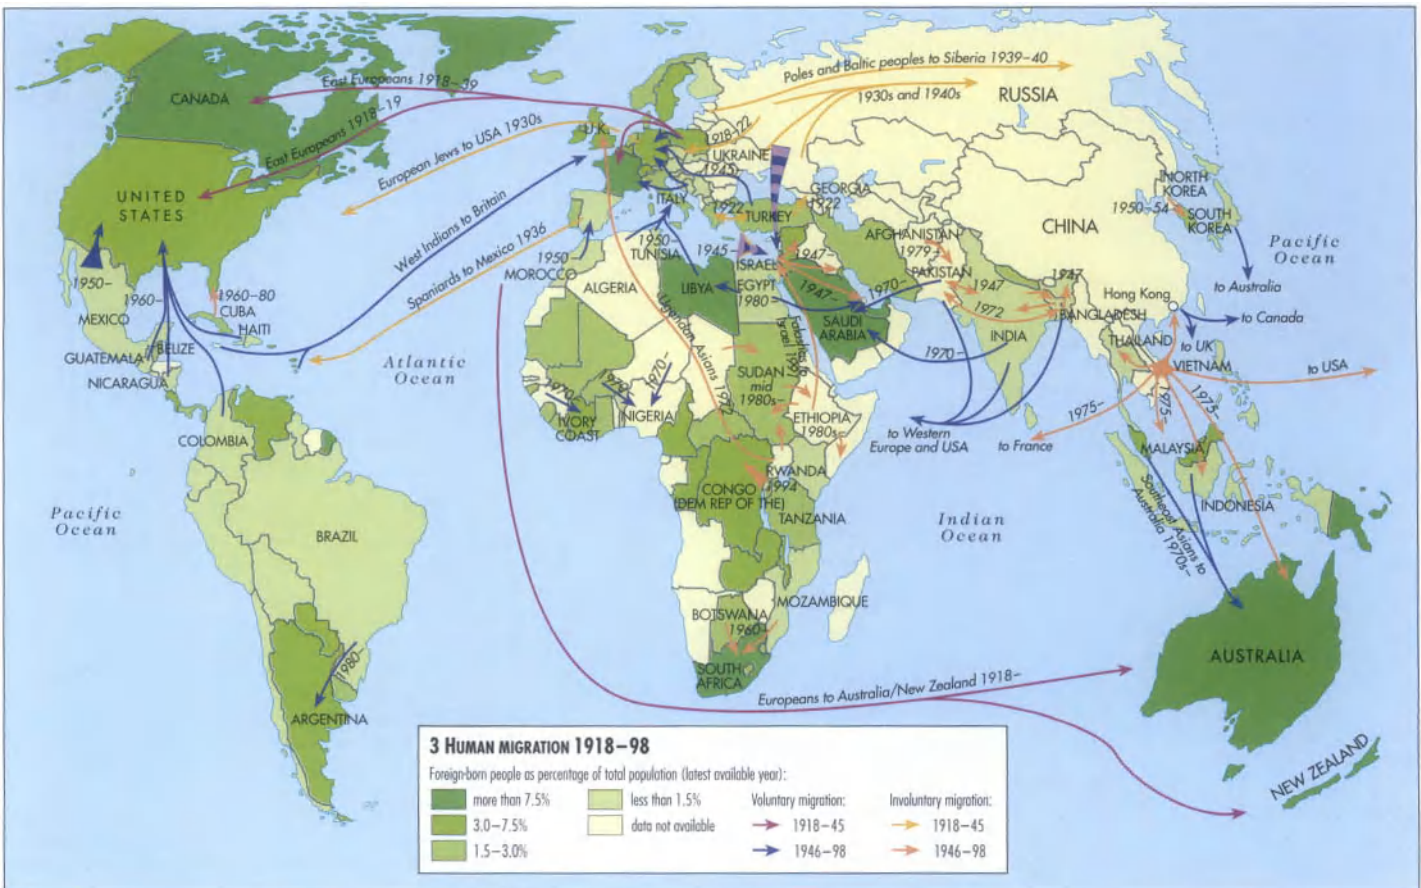 East Europeans 1918–39
CANADA
East Europeans 1918–19
European Jews to USA 1930s
UNITED
STATES
West Indians to Britain
Spaniards to Mexico 1936
1950–
MEXICO
1960–
1960–80
CUBA
HAITI
GUATEMALA
BELIZE
NICARAGUA
COLOMBIA
Atlantic
Ocean
Pacific
Ocean
BRAZIL
1980–
ARGENTINA
Poles and Baltic peoples to Siberia 1939–40
1930s and 1940s
RUSSIA
U.K.
1918–22
UKRAINE
1945–
GEORGIA
1922
ITALY
1922
TURKEY
1950–
MOROCCO
1950–
TUNISIA
1945–
ISRAEL
1947–
ALGERIA
LIBYA
EGYPT
1980–
1947–
1970–
SAUDI
ARABIA
AFGHANISTAN
1979–
PAKISTAN
1947
1947
1972
BANGLADESH
INDIA
1970–
CHINA
NORTH
KOREA
1950–54
SOUTH
KOREA
Pacific
Ocean
to Australia
Hong Kong
to Canada
to UK
THAILAND
VIETNAM
to USA
1975–
1975–
1975–
to France
to Western
Europe and USA
MALAYSIA
INDONESIA
Southeast Asians to
Australia 1970s–
Ugandan Asians
Falashas to
Israel
SUDAN
mid
1980s–
ETHIOPIA
1980s–
1970–
1970–
1970–
IVORY
COAST
NIGERIA
RWANDA
1994
CONGO
(DEM REP OF THE)
TANZANIA
Indian
Ocean
MOZAMBIQUE
BOTSWANA
1960–
SOUTH
AFRICA
Europeans to Australia/New Zealand 1918–
AUSTRALIA
NEW ZEALAND
3 HUMAN MIGRATION 1918–98
Foreign-born people as percentage of total population (latest available year):
more than 7.5%
3.0–7.5%
1.5–3.0%
less than 1.5%
data not available
Voluntary migration:
1918–45
1946–98
Involuntary migration:
1918–45
1946–98